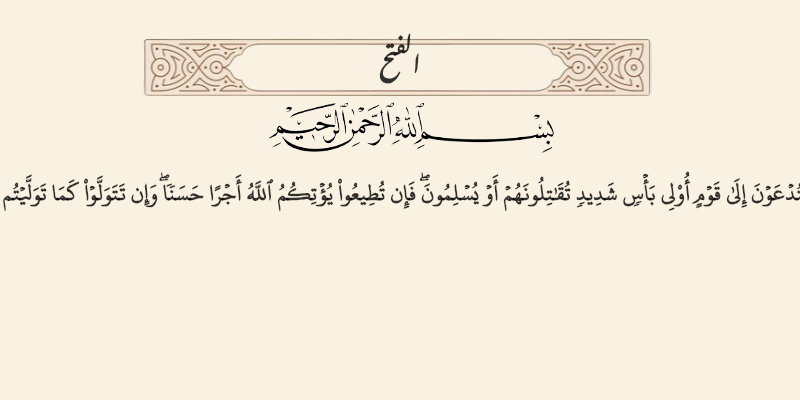 الفتح
بِسْمِ ٱللَّهِ ٱلرَّحْمَٰنِ ٱلرَّحِيمِ
تُدْعَوْنَ إِلَىٰ قَوْمٍ أُو۟لِى بَأْسٍ شَدِيدٍ تُقَٰتِلُونَهُمْ أَوْ يُسْلِمُونَ ۖ فَإِن تُطِيعُوا۟ يُؤْتِكُمُ ٱللَّهُ أَجْرًا حَسَنًا ۖ وَإِن تَتَوَلَّوْا۟ كَمَا تَوَلَّيْتُم